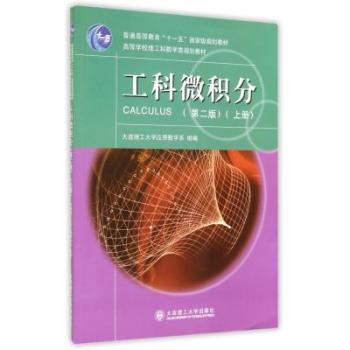 普通高等教育“十一五”国家级规划教材
高等学校理工科数学类规划教材
工科微积分
CALCULUS (第二版)(上册)
大连理工大学应用数学系 组编
大连理工大学出版社